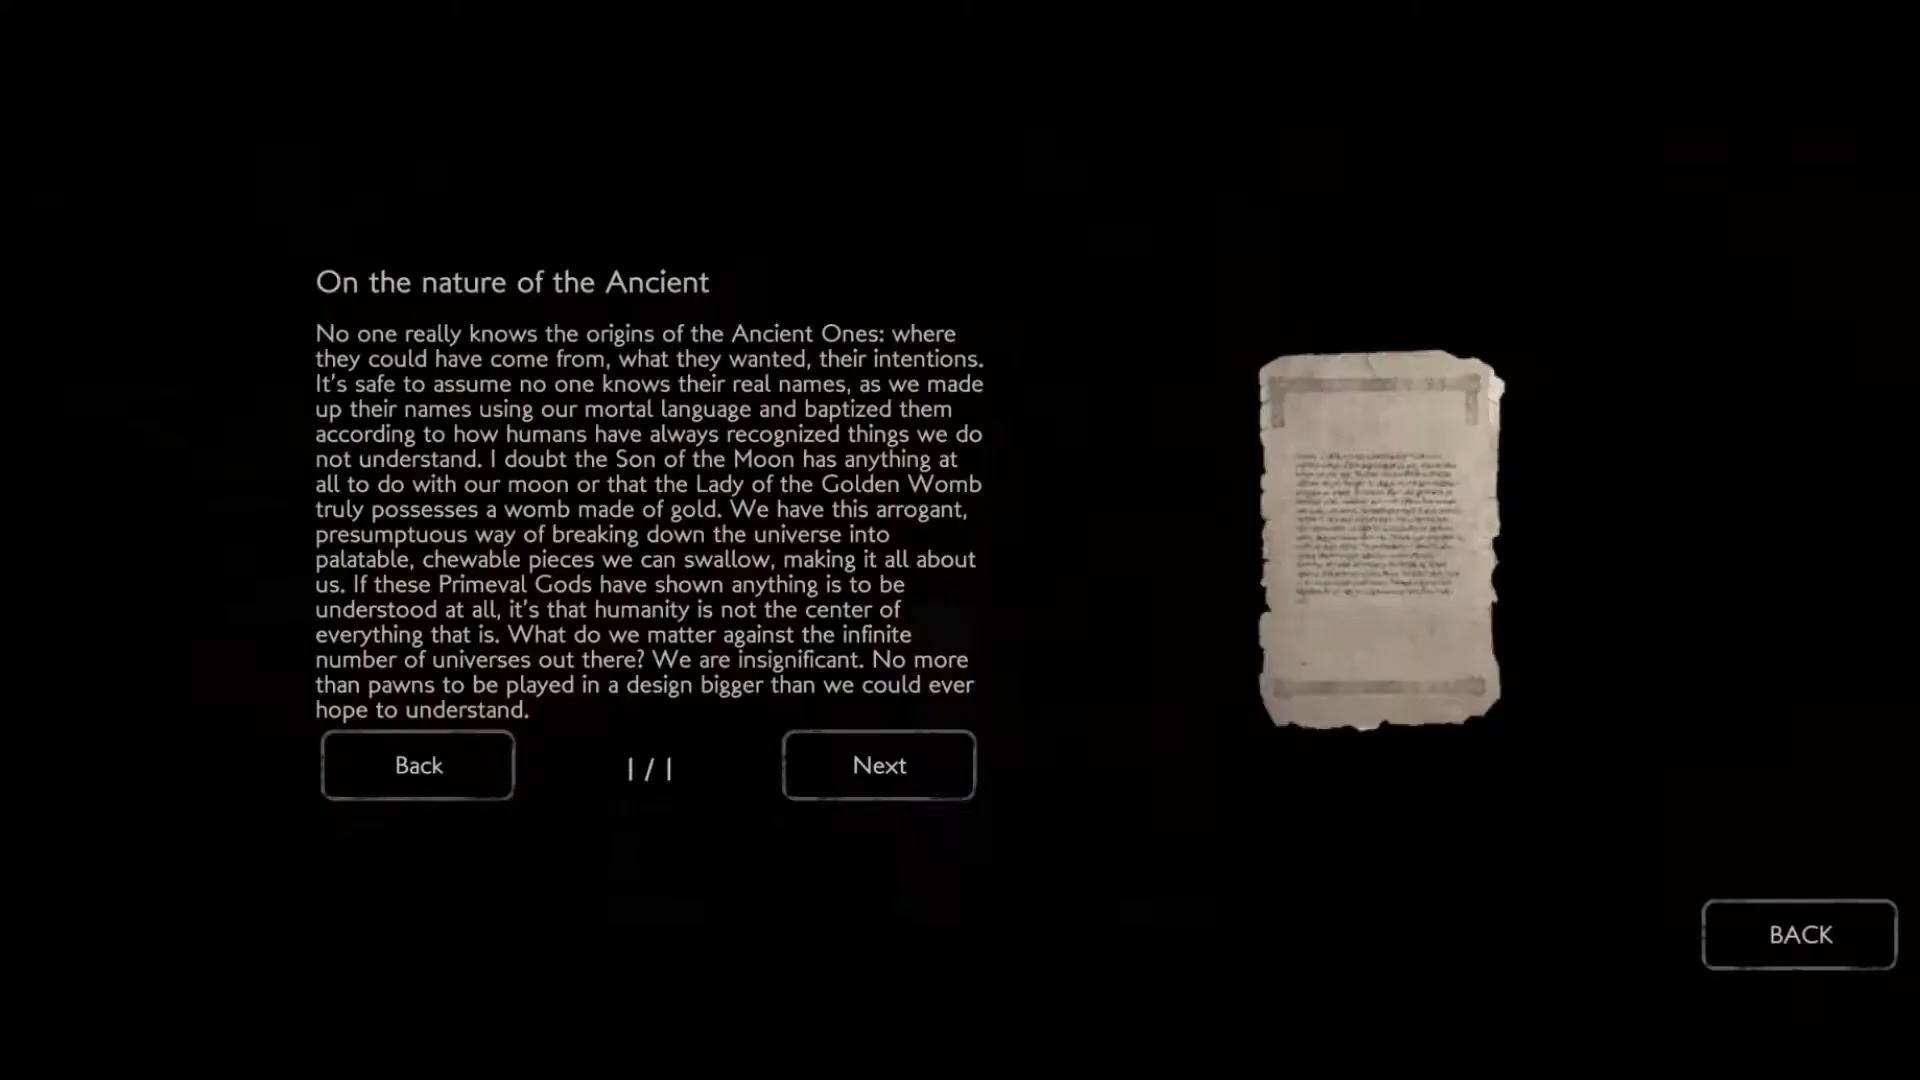 On the nature of the Ancient
No one really knows the origins of the Ancient Ones: where
they could have come from, what they wanted, their intentions.
It's safe to assume no one knows their real names, as we made
up their names using our mortal language and baptized them
according to how humans have always recognized things we do
not understand. I doubt the Son of the Moon has anything at
all to do with our moon or that the Lady of the Golden Womb
truly possesses a womb made of gold. We have this arrogant,
presumptuous way of breaking down the universe into
palatable, chewable pieces we can swallow, making it all about
us. If these Primeval Gods have shown anything is to be
understood at all, it's that humanity is not the center of
everything that is. What do we matter against the infinite
number of universes out there? We are insignificant. No more
than pawns to be played in a design bigger than we could ever
hope to understand.
Back
1 / 1
Next
BACK